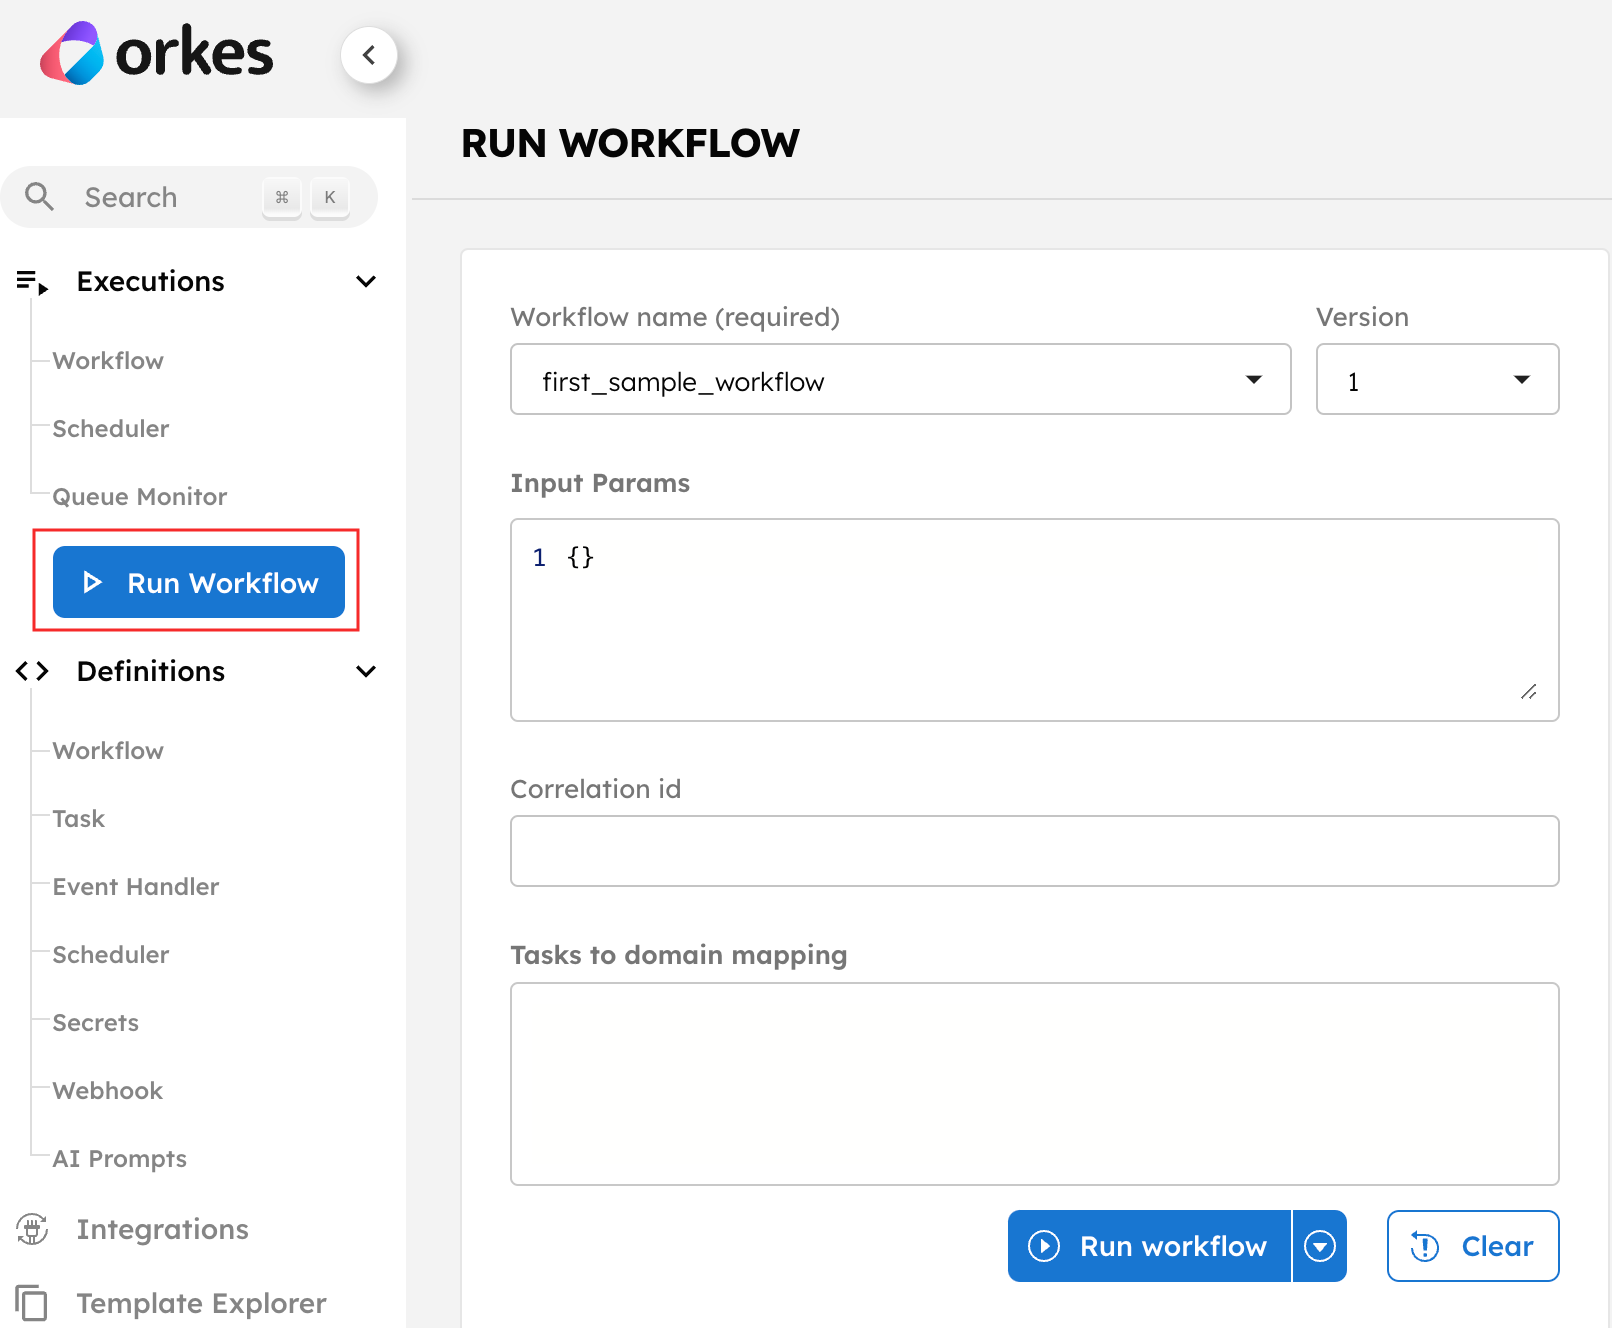 orkes
Search ⌘ K
Executions
Workflow
Scheduler
Queue Monitor
Run Workflow
Definitions
Workflow
Task
Event Handler
Scheduler
Secrets
Webhook
AI Prompts
Integrations
Template Explorer
RUN WORKFLOW
Workflow name (required)
first_sample_workflow
Version
1
Input Params
1 {}
Correlation id
Tasks to domain mapping
Run workflow
Clear